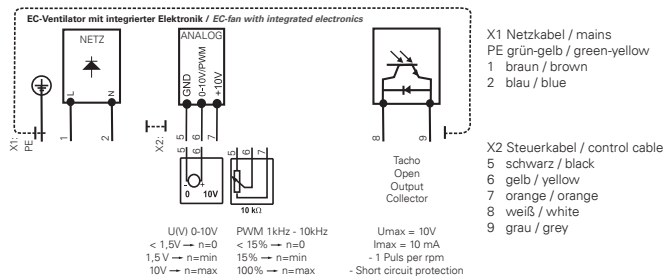 EC-Ventilator mit integrierter Elektronik / EC-fan with integrated electronics
NETZ
L
N
ANALOG
GND
0-10V/PWM
+10V
X1:
PE
1
2
X2:
5
6
7
8
9
5
6
- +
0 10V
5
6
7
10 kΩ
Tacho
Open
Output
Collector
U(V) 0-10V
< 1,5V → n=0
1,5 V → n=min
10V → n=max
PWM 1kHz - 10kHz
< 15% → n=0
15% → n=min
100% → n=max
Umax = 10V
Imax = 10 mA
- 1 Puls per rpm
- Short circuit protection
X1 Netzkabel / mains
PE grün-gelb / green-yellow
1 braun / brown
2 blau / blue
X2 Steuerkabel / control cable
5 schwarz / black
6 gelb / yellow
7 orange / orange
8 weiß / white
9 grau / grey